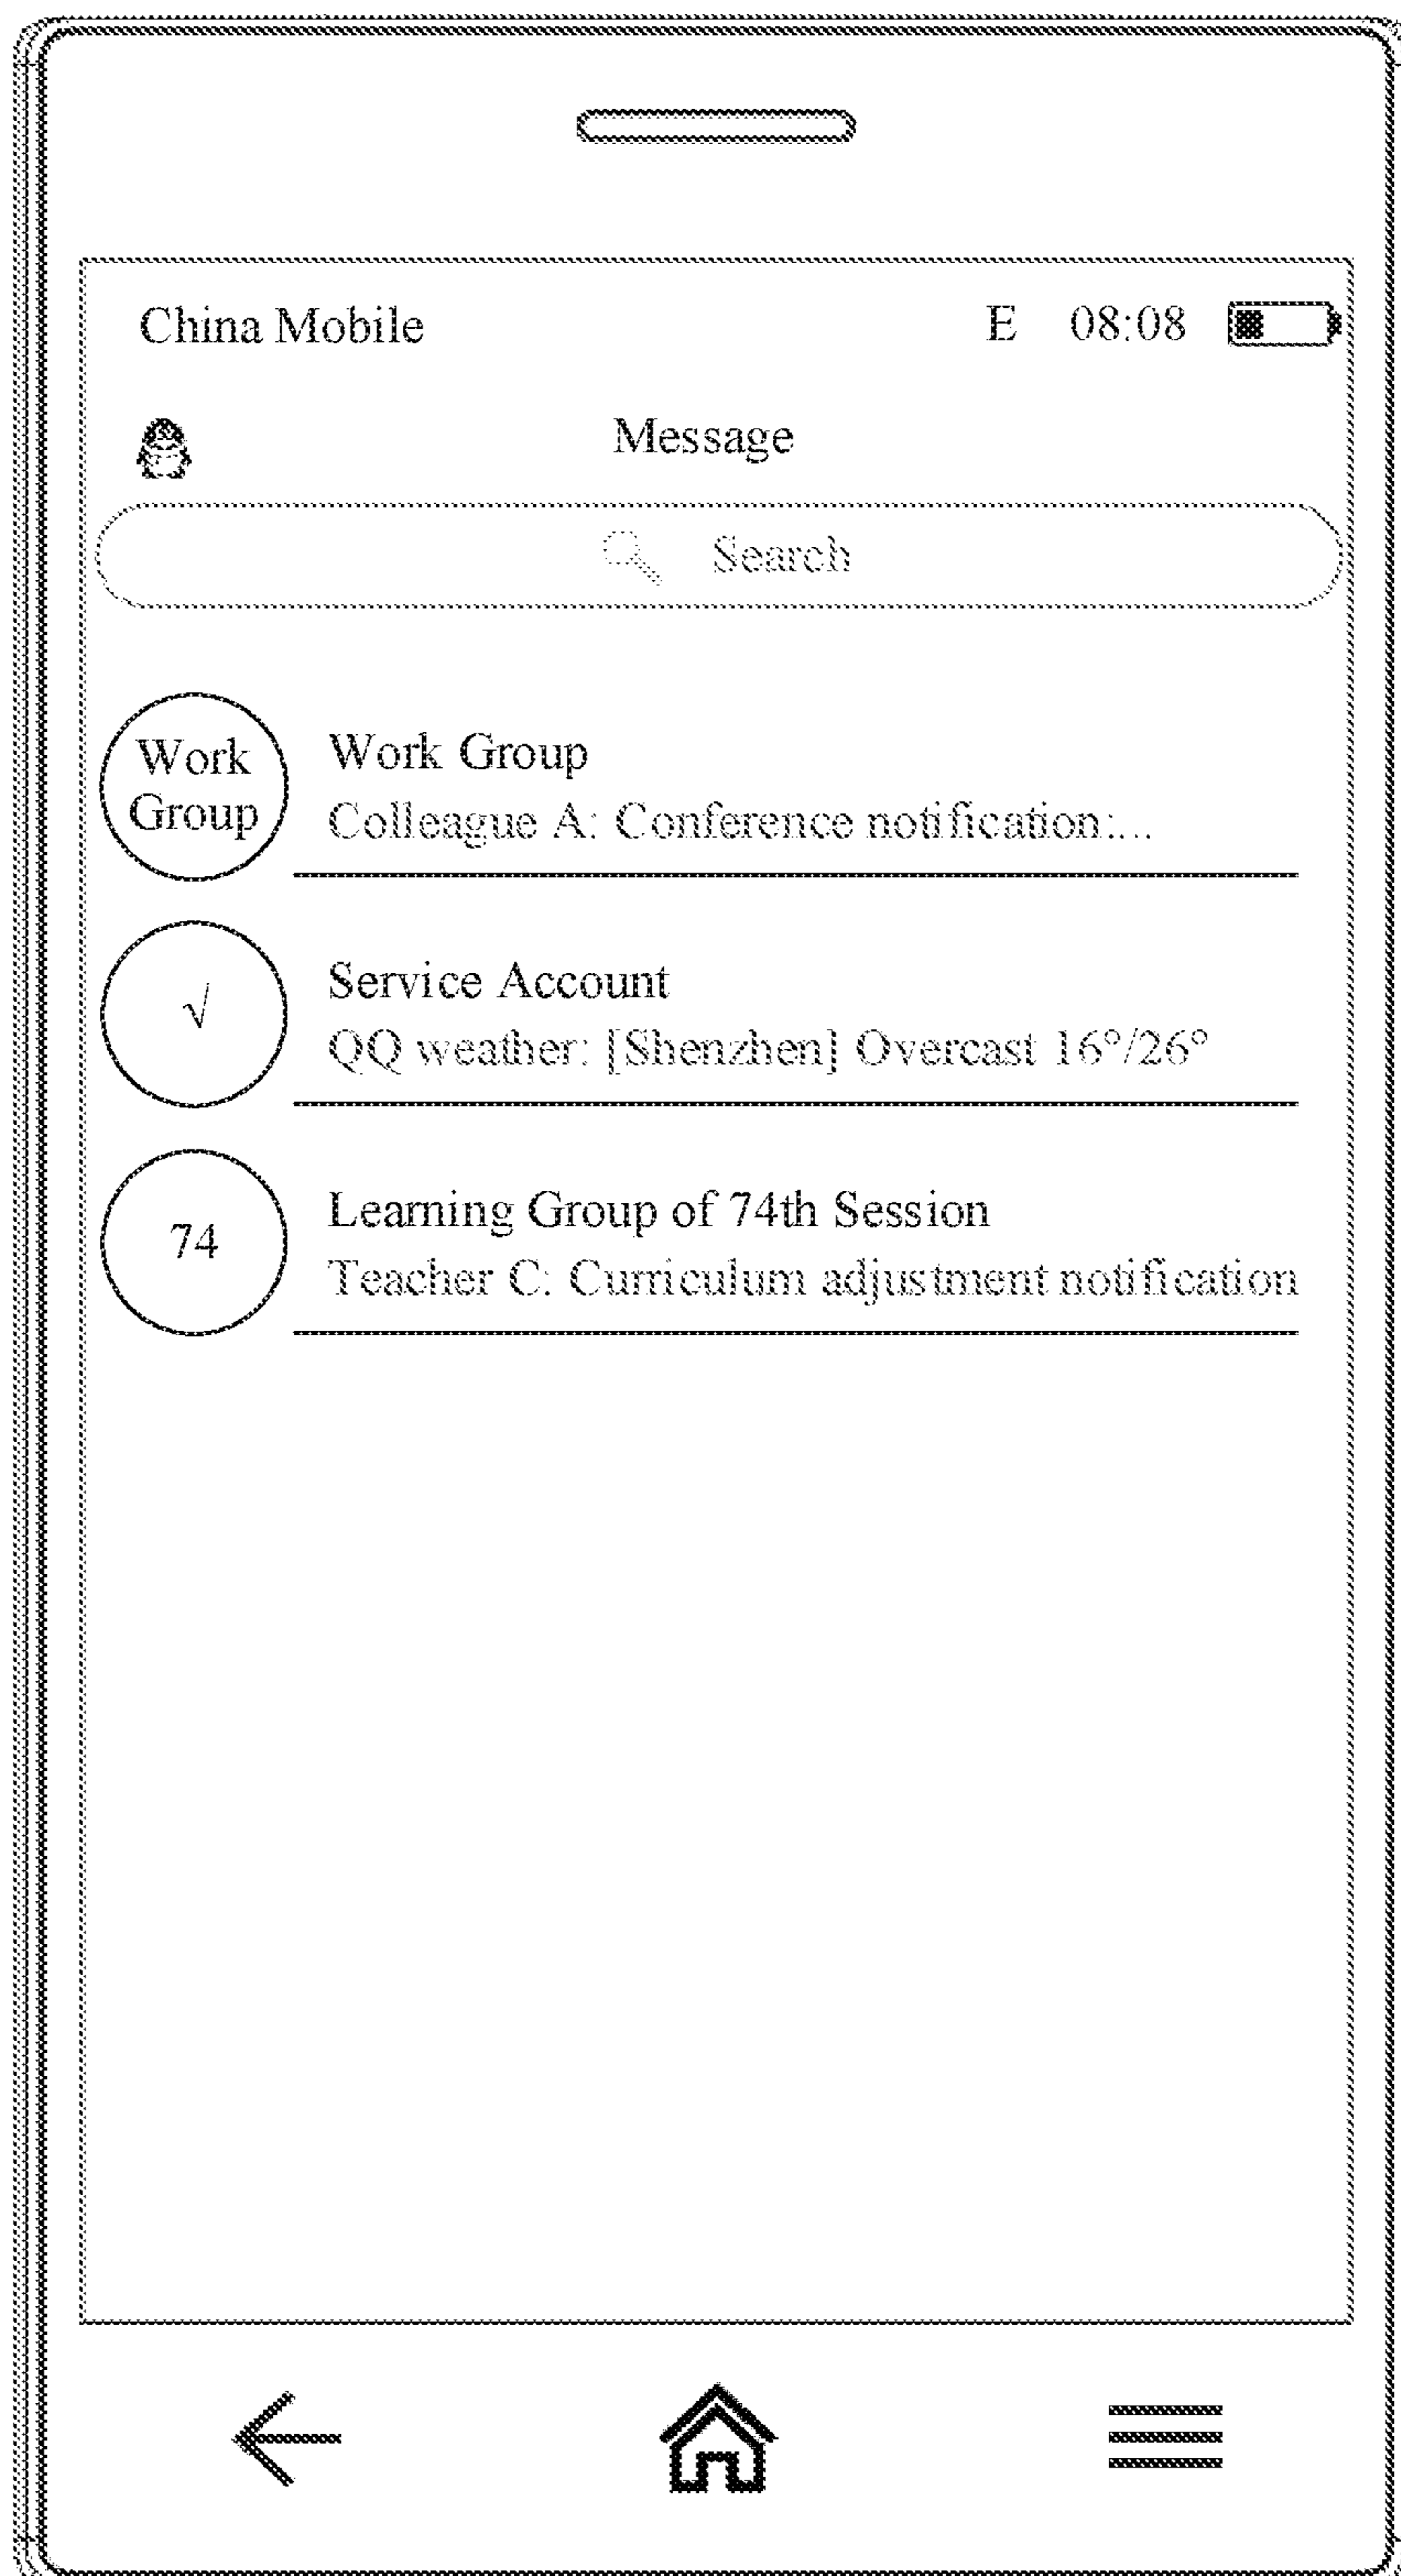 China Mobile E 08:08
Message
Search
Work
Group
Work Group
Colleague A: Conference notification:...
√
Service Account
QQ weather: [Shenzhen] Overcast 16°/26°
74
Learning Group of 74th Session
Teacher C: Curriculum adjustment notification